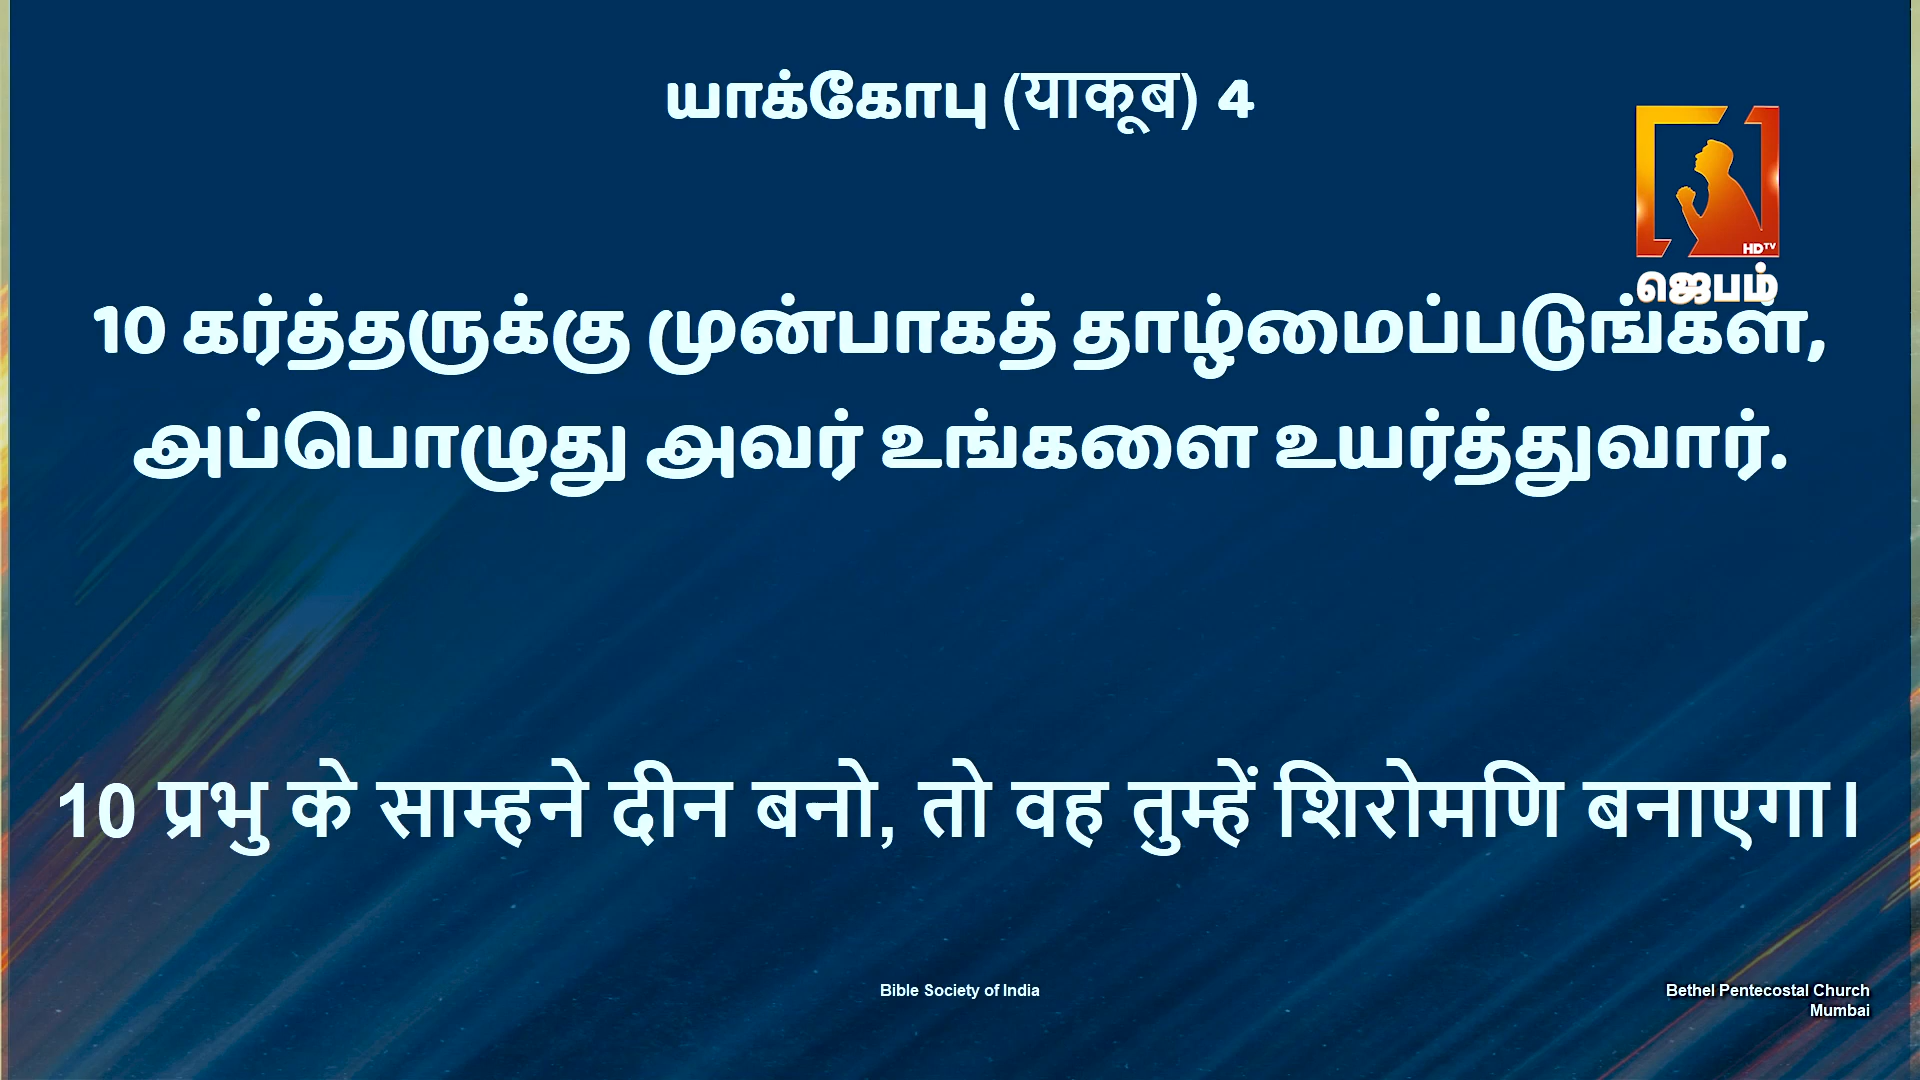 யாக்கோபு (याकूब) 4
HDTV
ஜெபம்
10 கர்த்தருக்கு முன்பாகத் தாழ்மைப்படுங்கள்,
அப்பொழுது அவர் உங்களை உயர்த்துவார்.
10 प्रभु के साम्हने दीन बनो, तो वह तुम्हें शिरोमणि बनाएगा।
Bible Society of India
Bethel Pentecostal Church
Mumbai